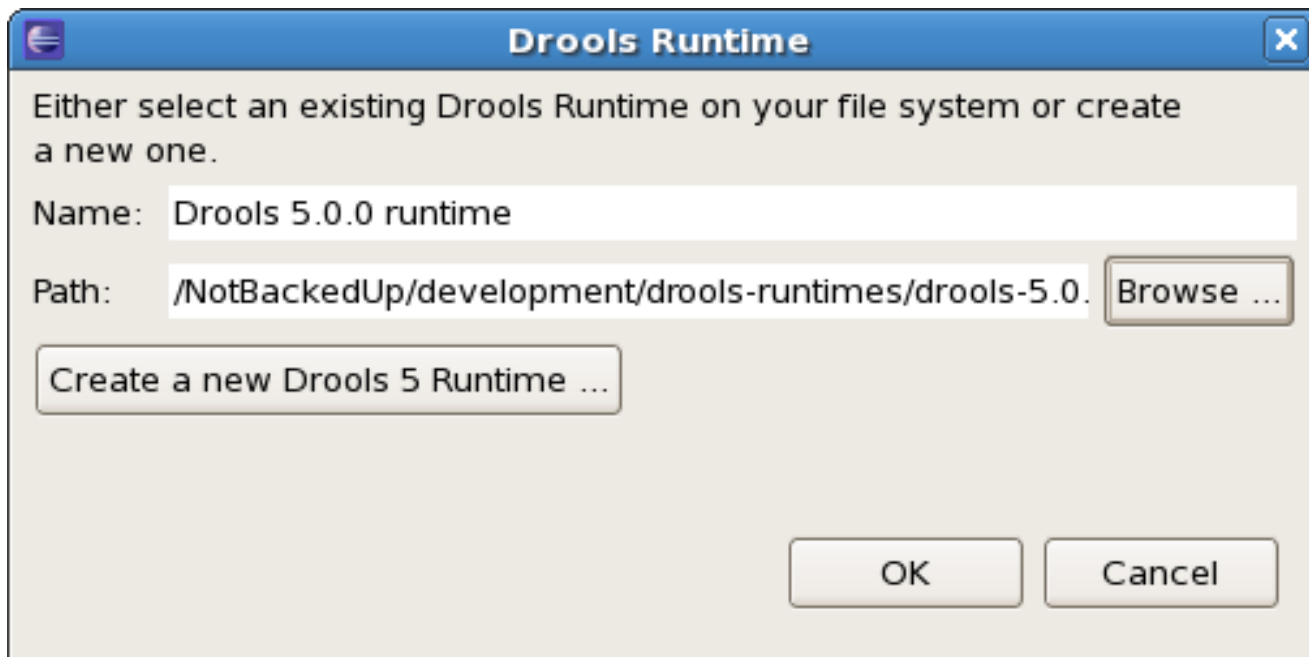 Drools Runtime
Either select an existing Drools Runtime on your file system or create
a new one.
Name: Drools 5.0.0 runtime
Path: /NotBackedUp/development/drools-runtimes/drools-5.0. Browse ...
Create a new Drools 5 Runtime ...
OK Cancel